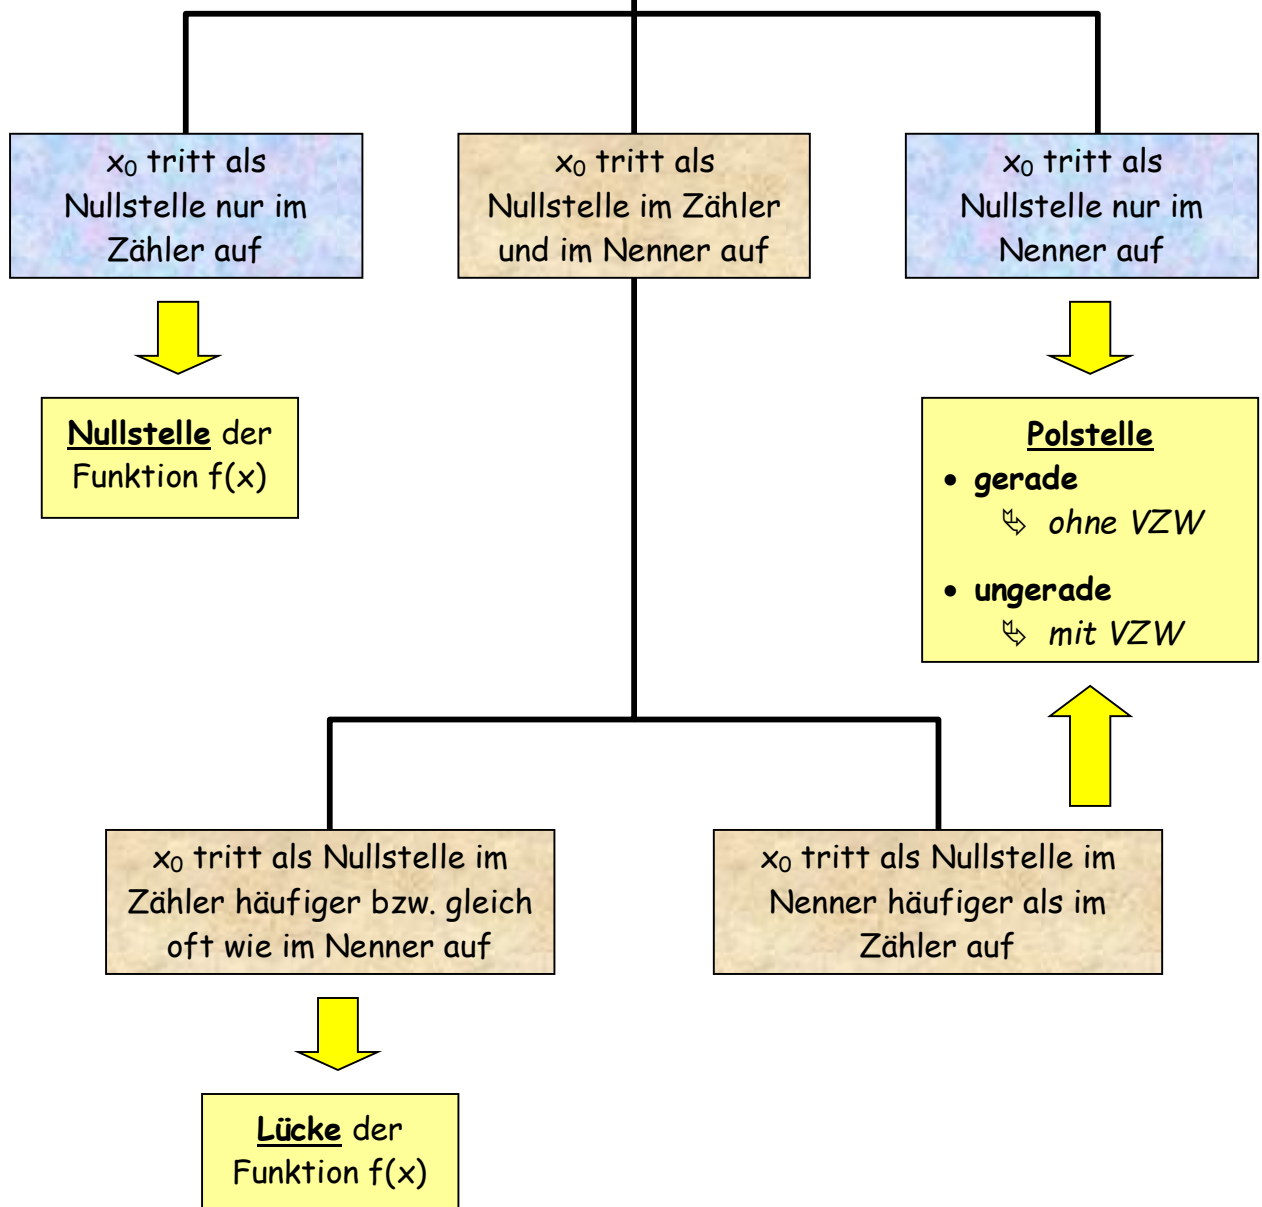 x₀ tritt als
Nullstelle nur im
Zähler auf
x₀ tritt als
Nullstelle im Zähler
und im Nenner auf
x₀ tritt als
Nullstelle nur im
Nenner auf
Nullstelle der
Funktion f(x)
Polstelle
• gerade
↳ ohne VZW
• ungerade
↳ mit VZW
x₀ tritt als Nullstelle im
Zähler häufiger bzw. gleich
oft wie im Nenner auf
x₀ tritt als Nullstelle im
Nenner häufiger als im
Zähler auf
Lücke der
Funktion f(x)